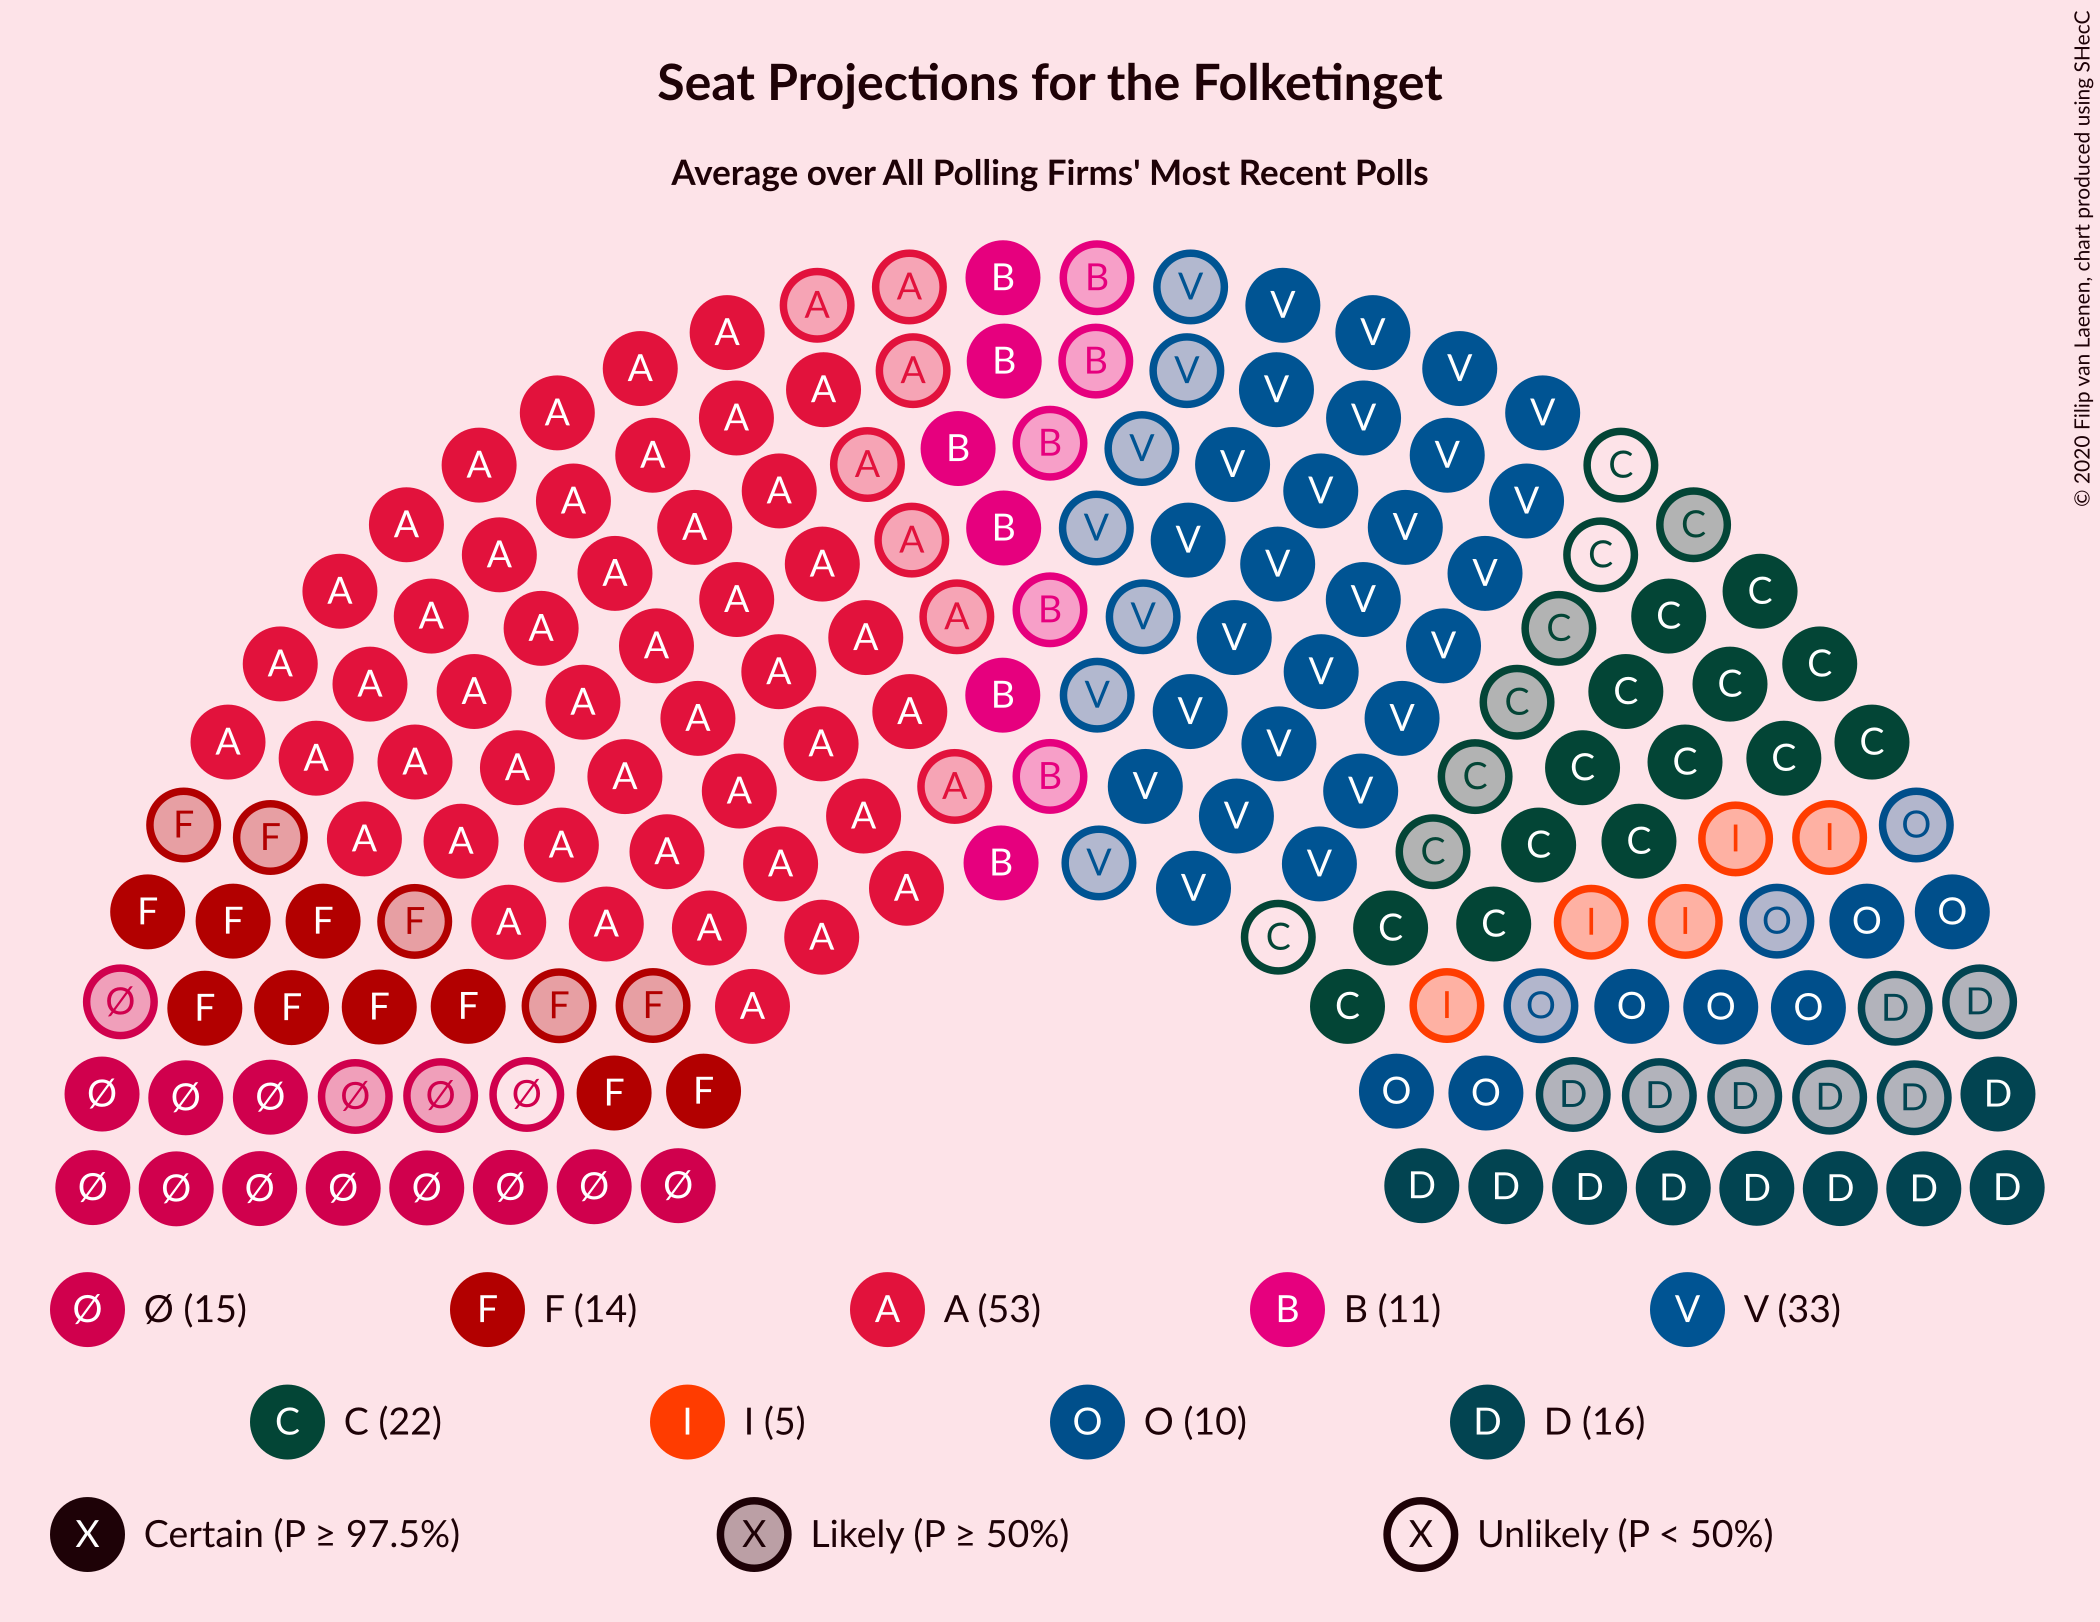 Seat Projections for the Folketinget
Average over All Polling Firms' Most Recent Polls
© 2020 Filip van Laenen, chart produced using SHecC
A A B B V V
A A V V
A A A B B V V V V
A A A A B B V V V V C
A A A A B V V V V V C
A A A A A B V V V V V C C
A A A A A A B V V V V C C C
A A A A A A A B V V V V C C C C
A A A A A A A A B V V V V C C C C C
F F A A A A A A A B V V V C C C I I O
F F F F A A A A C C C I I O O O
Ø F F F F F F A C I O O O O D D
Ø Ø Ø Ø Ø Ø F F O O D D D D D D
Ø Ø Ø Ø Ø Ø Ø Ø D D D D D D D D
Ø Ø (15) F F (14) A A (53) B B (11) V V (33)
C C (22) I I (5) O O (10) D D (16)
X Certain (P ≥ 97.5%) X Likely (P ≥ 50%) X Unlikely (P < 50%)